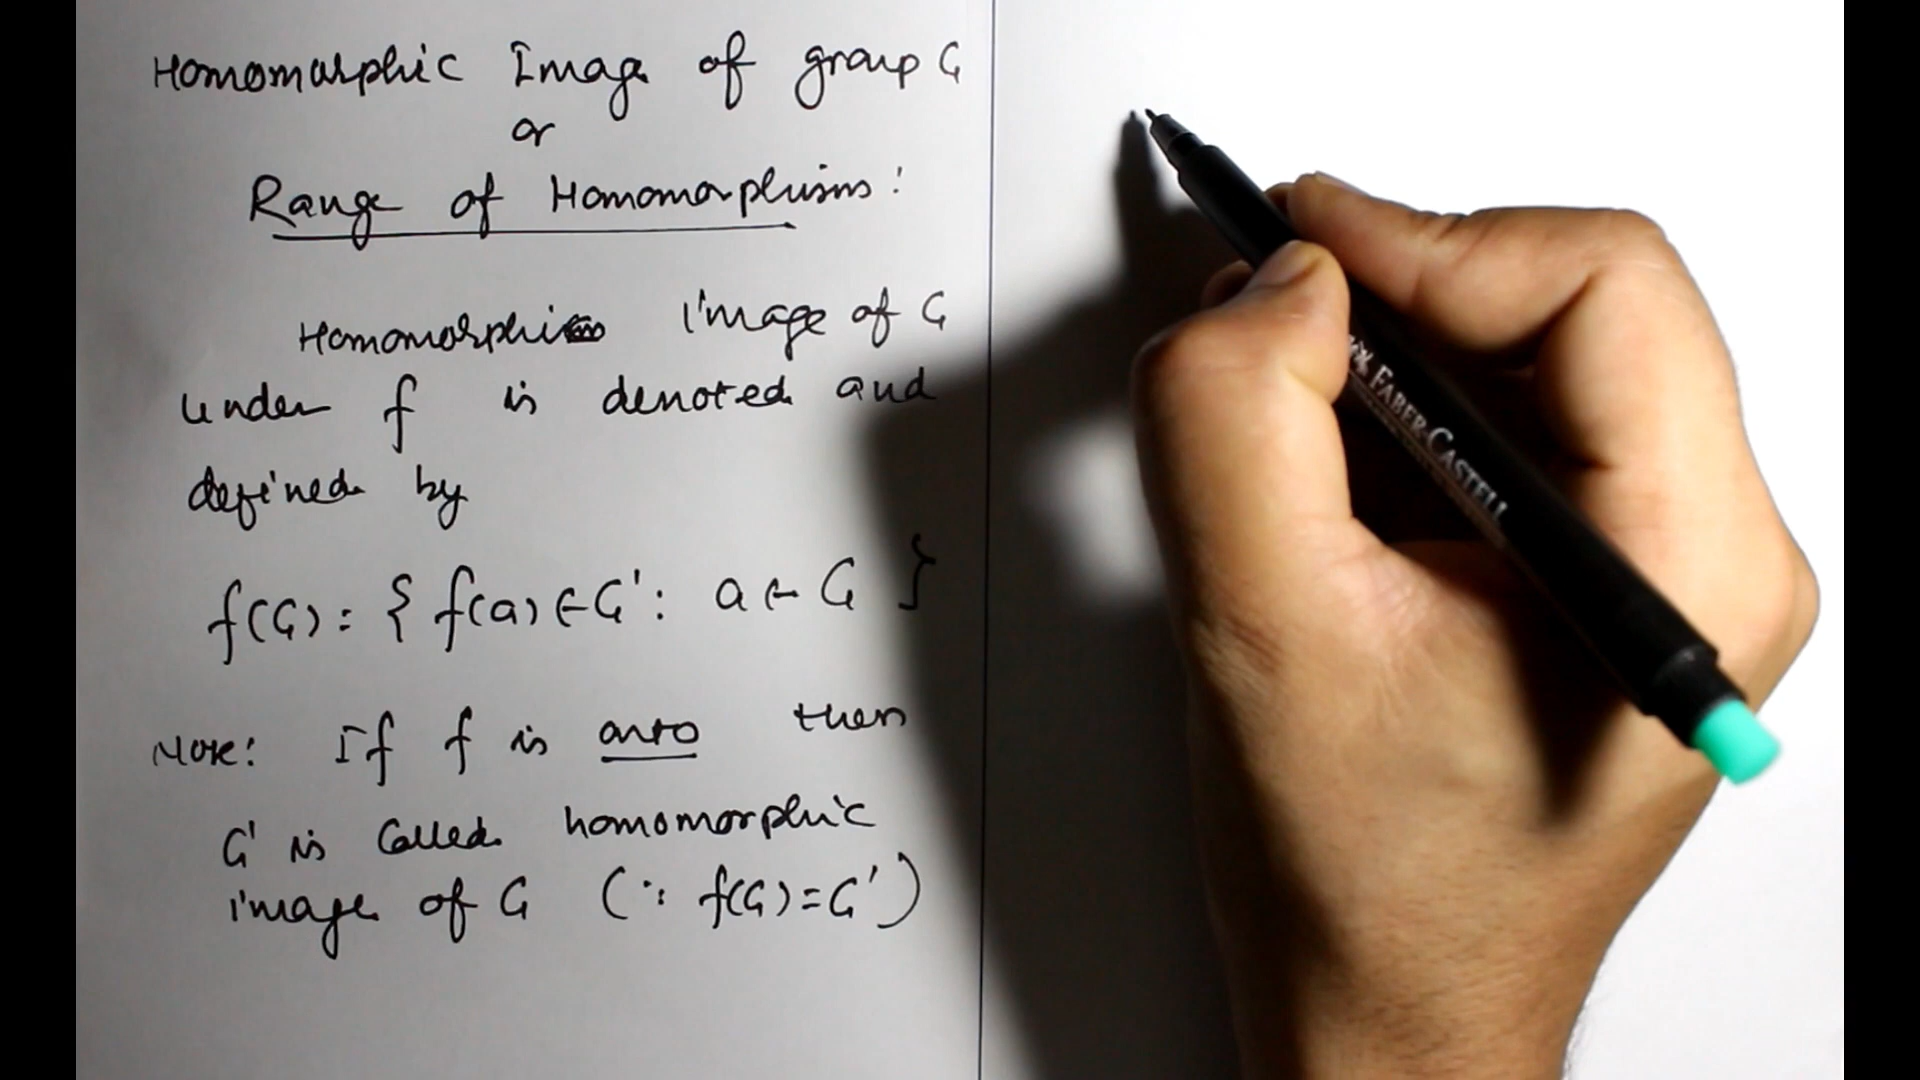 Homomorphic Image of group G
or
Range of Homomorphism:
Homomorphic image of G
under f is denoted and
defined by
f(G) = { f(a) ∈ G' : a ∈ G }
Note: If f is onto then
G' is called homomorphic
image of G (∵ f(G) = G')
FABER-CASTELL